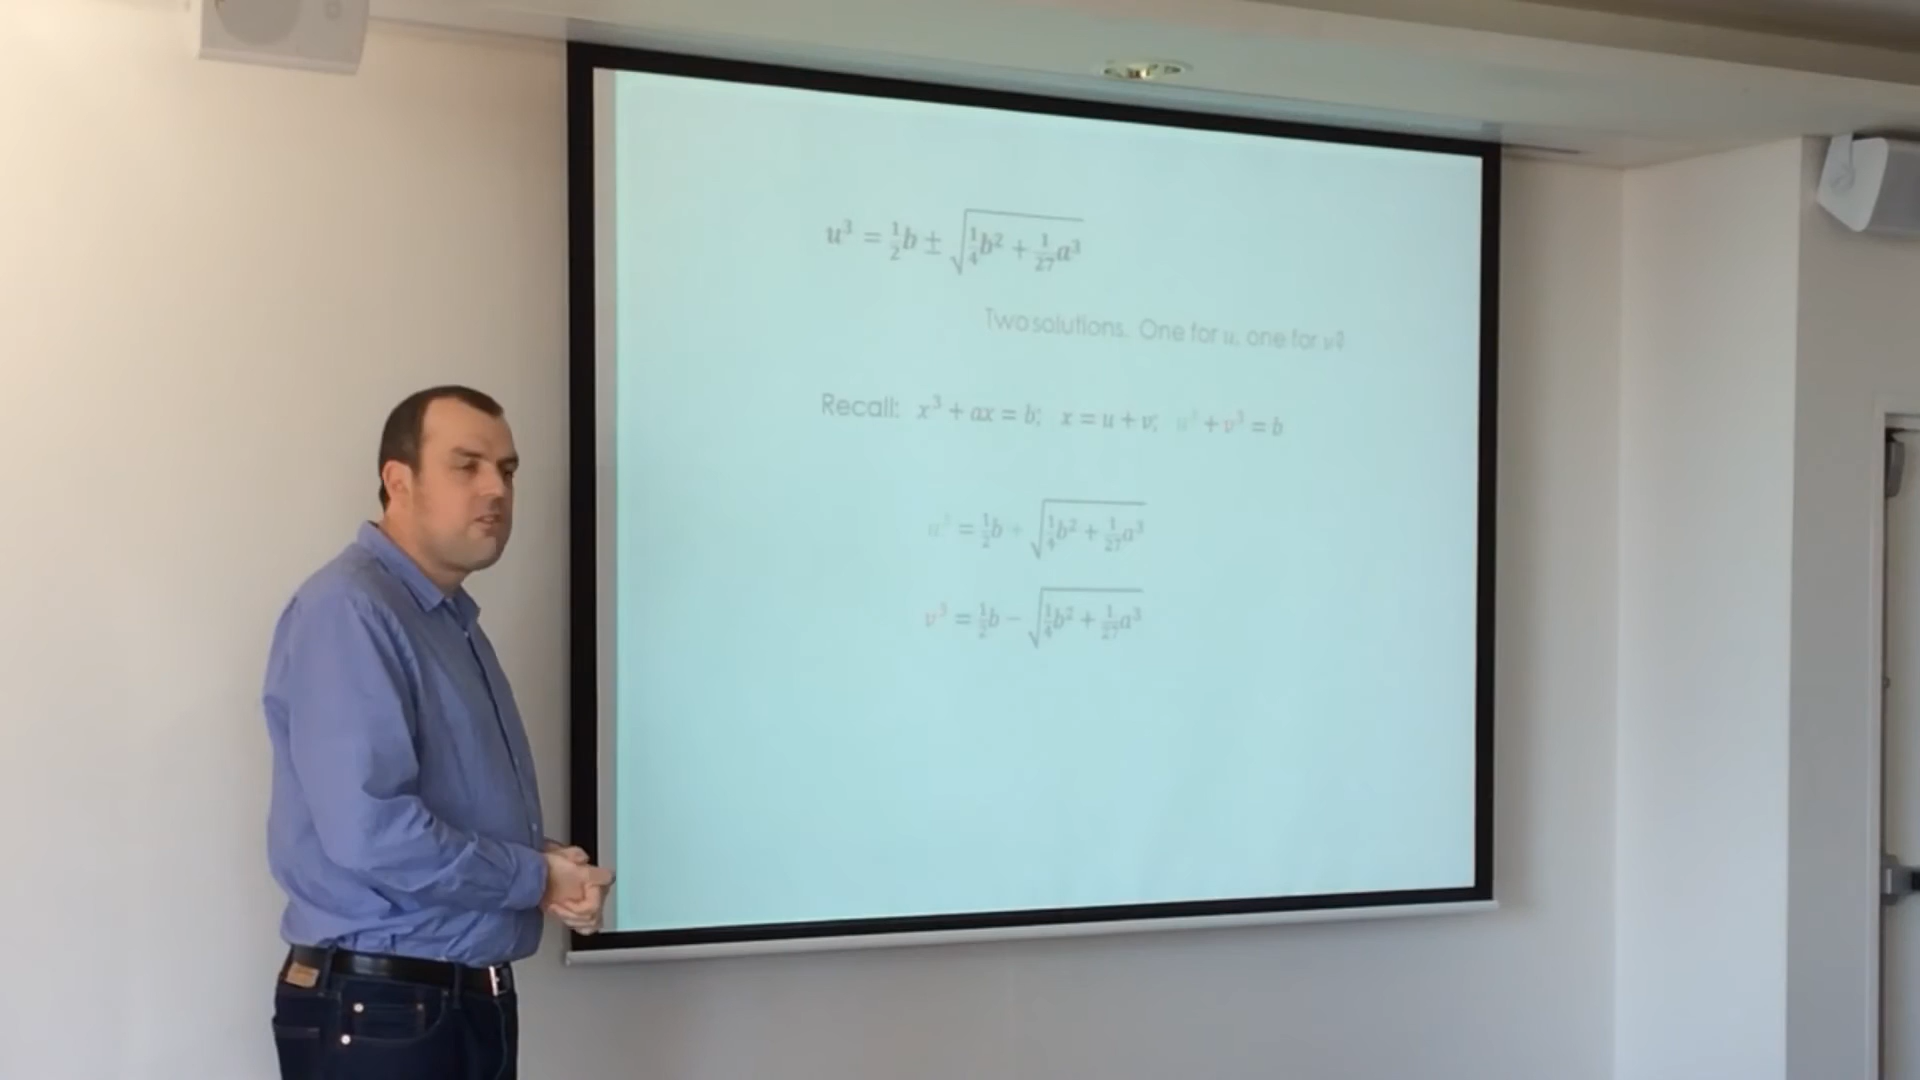 u³ = ½b ± √(¼b² + 1/27 a³)
Two solutions. One for u, one for v?
Recall: x³ + ax = b; x = u + v; u³ + v³ = b
u³ = ½b + √(¼b² + 1/27 a³)
v³ = ½b − √(¼b² + 1/27 a³)